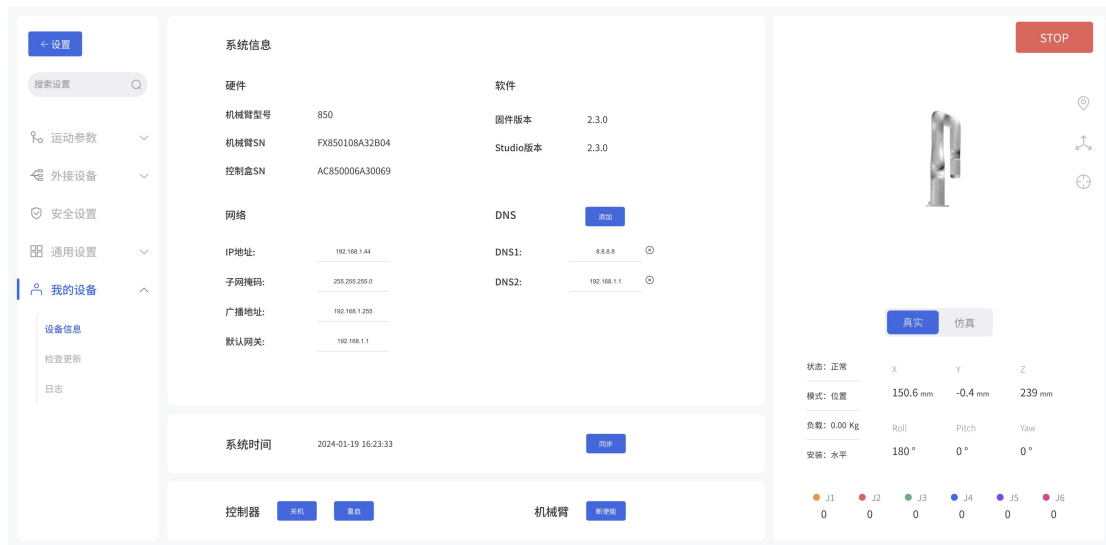 ← 设置
搜索设置
运动参数
外接设备
安全设置
通用设置
我的设备
设备信息
检查更新
日志
系统信息
硬件
机械臂型号 850
机械臂SN FX850108A32B04
控制盒SN AC850006A30069
软件
固件版本 2.3.0
Studio版本 2.3.0
网络
IP地址: 192.168.1.44
子网掩码: 255.255.255.0
广播地址: 192.168.1.255
默认网关: 192.168.1.1
DNS 添加
DNS1: 8.8.8.8
DNS2: 192.168.1.1
系统时间 2024-01-19 16:23:33 同步
控制器 关机 重启 机械臂 断使能
STOP
真实 仿真
状态: 正常
模式: 位置
负载: 0.00 Kg
安装: 水平
X Y Z
150.6 mm -0.4 mm 239 mm
Roll Pitch Yaw
180 ° 0 ° 0 °
J1 J2 J3 J4 J5 J6
0 0 0 0 0 0